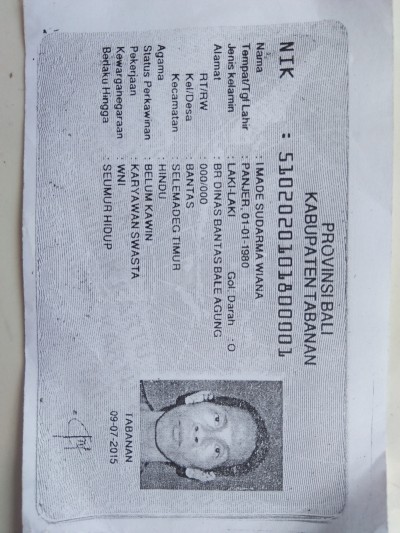 PROVINSI BALI
KABUPATEN TABANAN
NIK : 5102020101800001
Nama : I MADE SUDARMA WIANA
Tempat/Tgl Lahir : PANJER, 01-01-1980
Jenis kelamin : LAKI-LAKI Gol. Darah : O
Alamat : BR DINAS BANTAS BALE AGUNG
RT/RW : 000/000
Kel/Desa : BANTAS
Kecamatan : SELEMADEG TIMUR
Agama : HINDU
Status Perkawinan : BELUM KAWIN
Pekerjaan : KARYAWAN SWASTA
Kewarganegaraan : WNI
Berlaku Hingga : SEUMUR HIDUP
TABANAN
09-07-2015